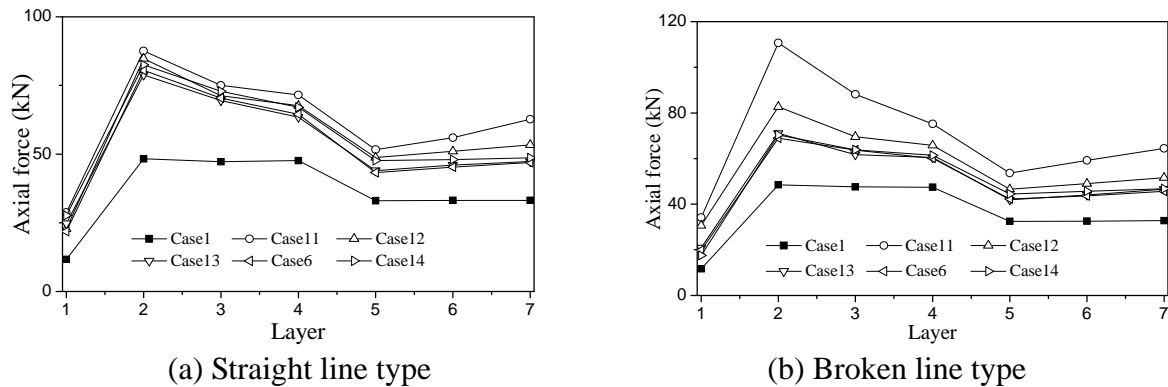 100
50
0
Axial force (kN)
Case1 Case11 Case12
Case13 Case6 Case14
1 2 3 4 5 6 7
Layer
(a) Straight line type
120
80
40
0
Axial force (kN)
Case1 Case11 Case12
Case13 Case6 Case14
1 2 3 4 5 6 7
Layer
(b) Broken line type